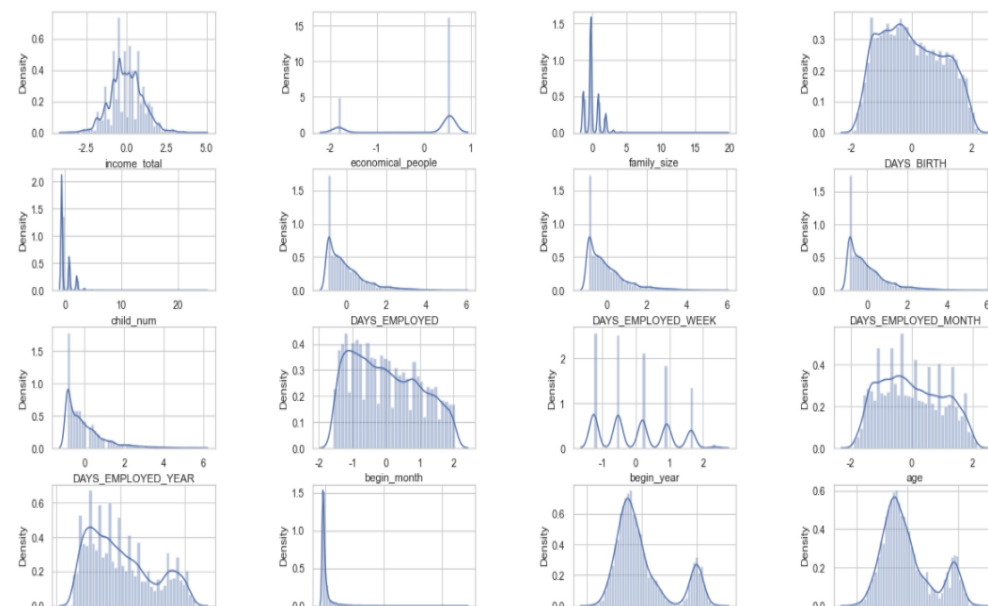 Density
0.6
0.4
0.2
0.0
-2.5 0.0 2.5 5.0
income_total
Density
15
10
5
0
-2 -1 0 1
economical_people
Density
1.5
1.0
0.5
0.0
0 5 10 15 20
family_size
Density
0.3
0.2
0.1
0.0
-2 0 2
DAYS_BIRTH
Density
2.0
1.5
1.0
0.5
0.0
0 10 20
child_num
Density
1.5
1.0
0.5
0.0
0 2 4 6
DAYS_EMPLOYED
Density
1.5
1.0
0.5
0.0
0 2 4 6
DAYS_EMPLOYED_WEEK
Density
1.5
1.0
0.5
0.0
0 2 4 6
DAYS_EMPLOYED_MONTH
Density
1.5
1.0
0.5
0.0
0 2 4 6
DAYS_EMPLOYED_YEAR
Density
0.4
0.3
0.2
0.1
0.0
-2 -1 0 1 2
begin_month
Density
2
1
0
-1 0 1 2
begin_year
Density
0.4
0.2
0.0
-2 0 2
age
Density
0.6
0.4
0.2
0.0
Density
1.5
1.0
0.5
0.0
Density
0.6
0.4
0.2
0.0
Density
0.6
0.4
0.2
0.0